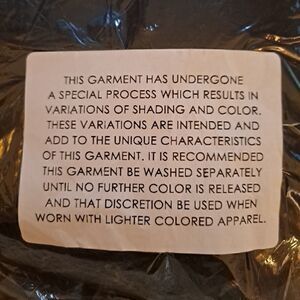 THIS GARMENT HAS UNDERGONE
A SPECIAL PROCESS WHICH RESULTS IN
VARIATIONS OF SHADING AND COLOR.
THESE VARIATIONS ARE INTENDED AND
ADD TO THE UNIQUE CHARACTERISTICS
OF THIS GARMENT. IT IS RECOMMENDED
THIS GARMENT BE WASHED SEPARATELY
UNTIL NO FURTHER COLOR IS RELEASED
AND THAT DISCRETION BE USED WHEN
WORN WITH LIGHTER COLORED APPAREL.